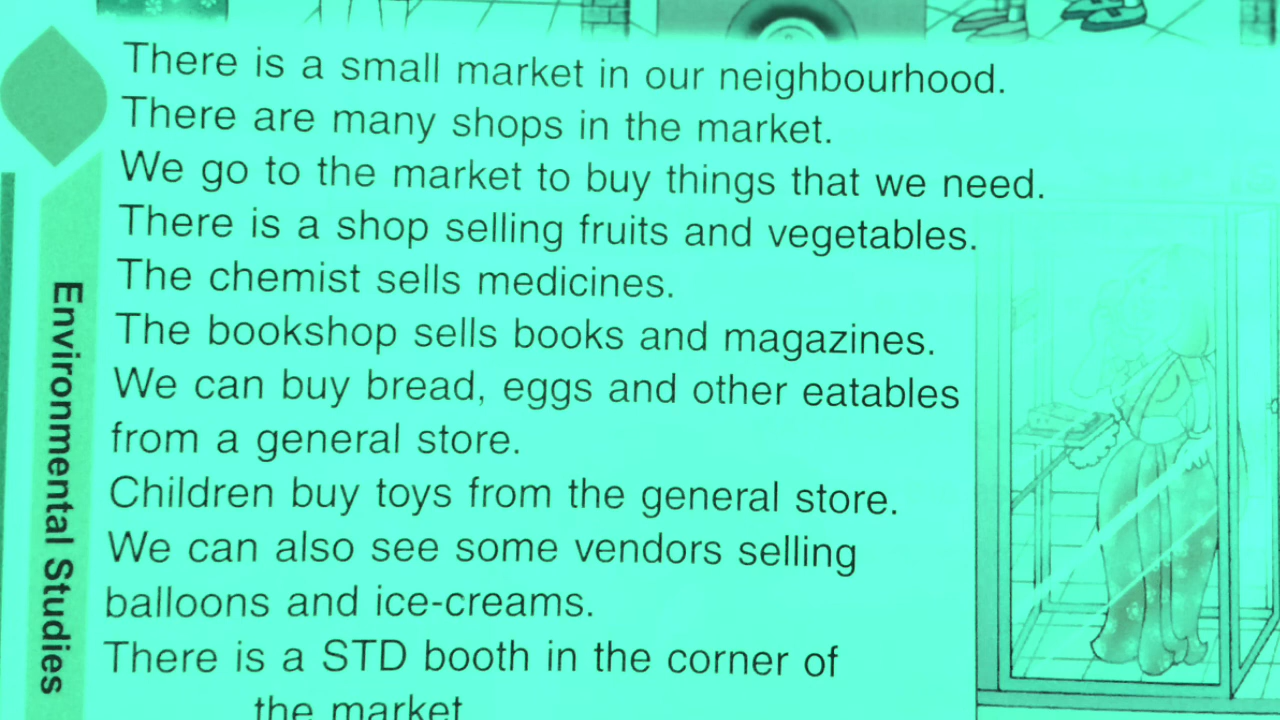 There is a small market in our neighbourhood.
There are many shops in the market.
We go to the market to buy things that we need.
There is a shop selling fruits and vegetables.
The chemist sells medicines.
The bookshop sells books and magazines.
We can buy bread, eggs and other eatables
from a general store.
Children buy toys from the general store.
We can also see some vendors selling
balloons and ice-creams.
There is a STD booth in the corner of
the market
Environmental Studies